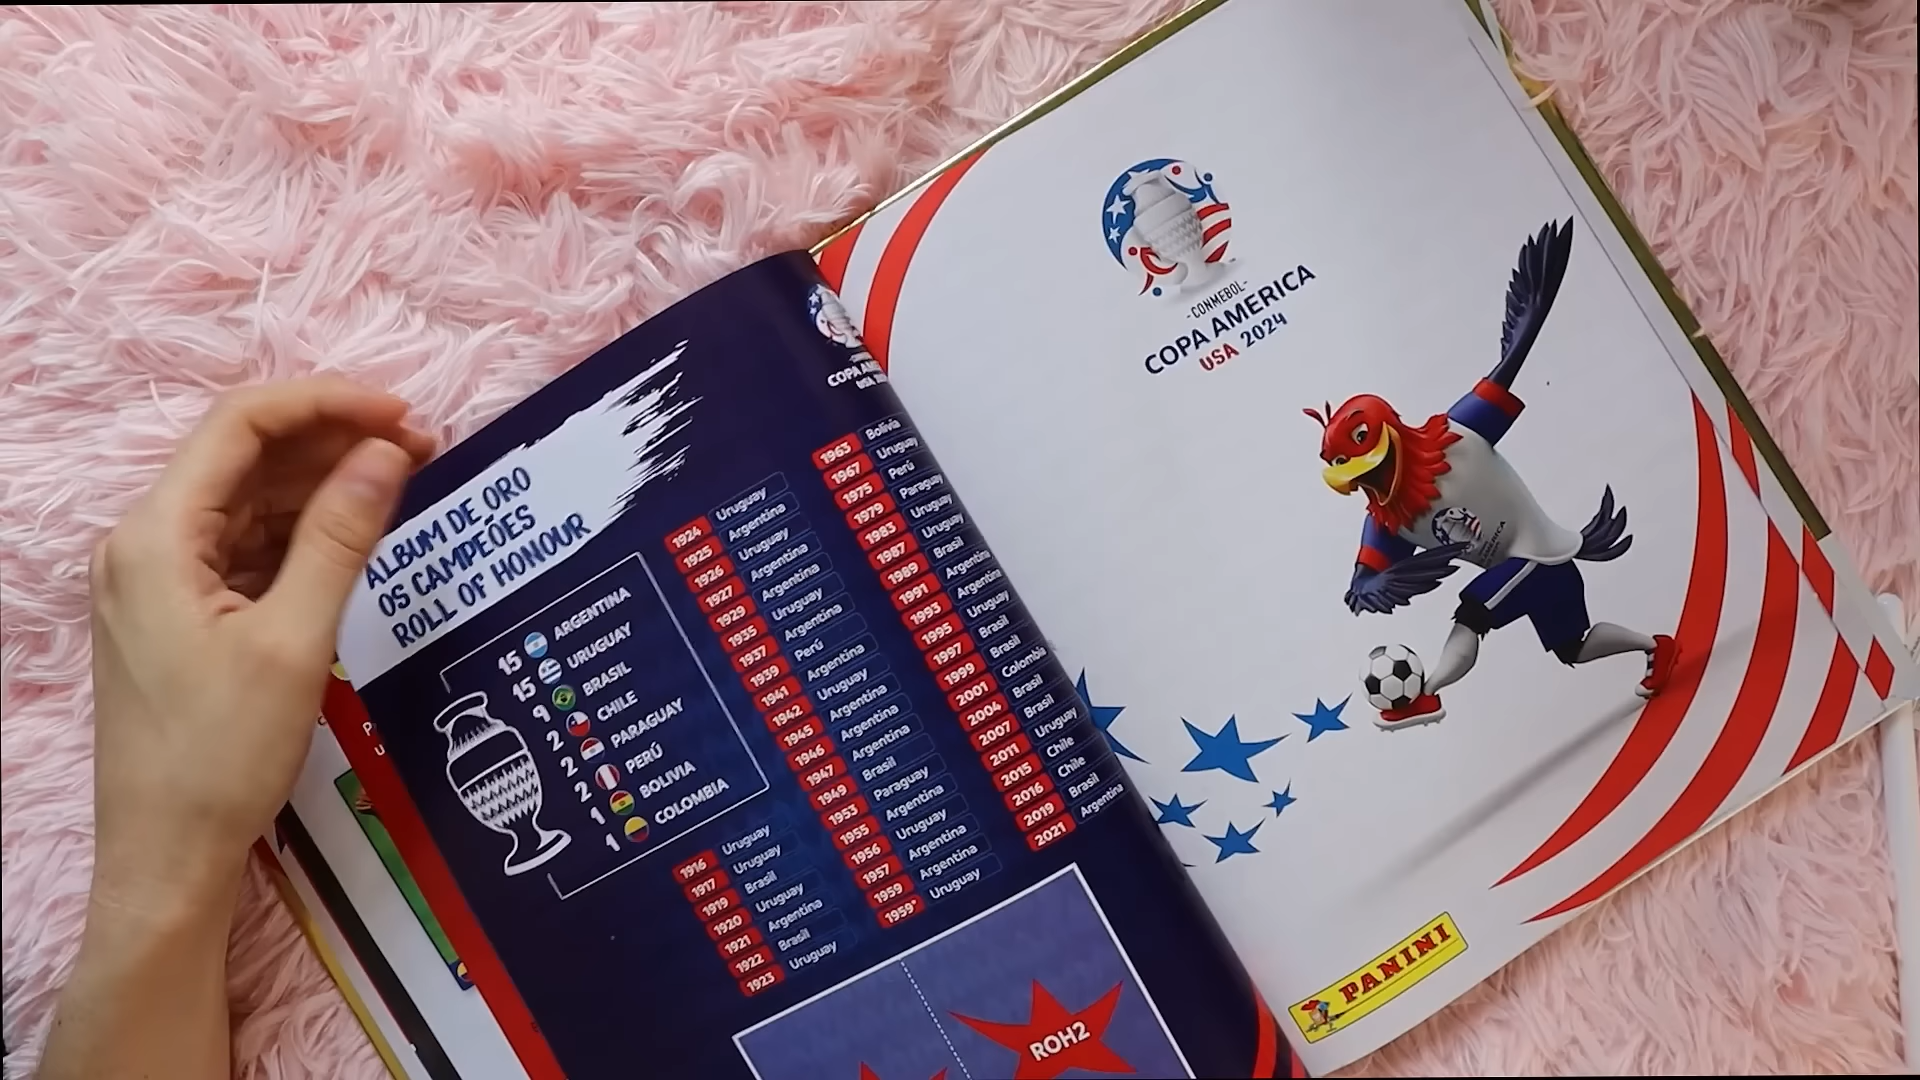 ALBUM DE ORO
OS CAMPEÕES
ROLL OF HONOUR
15 ARGENTINA
15 URUGUAY
9 BRASIL
2 CHILE
2 PARAGUAY
2 PERÚ
1 BOLIVIA
1 COLOMBIA
1916 Uruguay
1917 Uruguay
1919 Brasil
1920 Uruguay
1921 Argentina
1922 Brasil
1923 Uruguay
1924 Uruguay
1925 Argentina
1926 Uruguay
1927 Argentina
1929 Argentina
1935 Uruguay
1937 Argentina
1939 Perú
1941 Argentina
1942 Uruguay
1945 Argentina
1946 Argentina
1947 Argentina
1949 Brasil
1953 Paraguay
1955 Argentina
1956 Uruguay
1957 Argentina
1959 Argentina
1959* Uruguay
1963 Bolivia
1967 Uruguay
1975 Perú
1979 Paraguay
1983 Uruguay
1987 Uruguay
1989 Brasil
1991 Argentina
1993 Argentina
1995 Uruguay
1997 Brasil
1999 Brasil
2001 Colombia
2004 Brasil
2007 Brasil
2011 Uruguay
2015 Chile
2016 Chile
2019 Brasil
2021 Argentina
ROH2
-CONMEBOL-
COPA AMERICA
USA 2024
PANINI